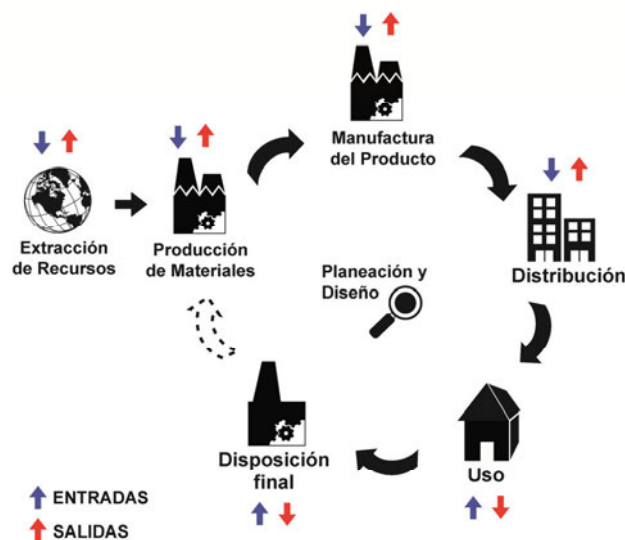 Manufactura
del Producto
Extracción
de Recursos
Producción
de Materiales
Distribución
Planeación y
Diseño
Disposición
final
Uso
ENTRADAS
SALIDAS